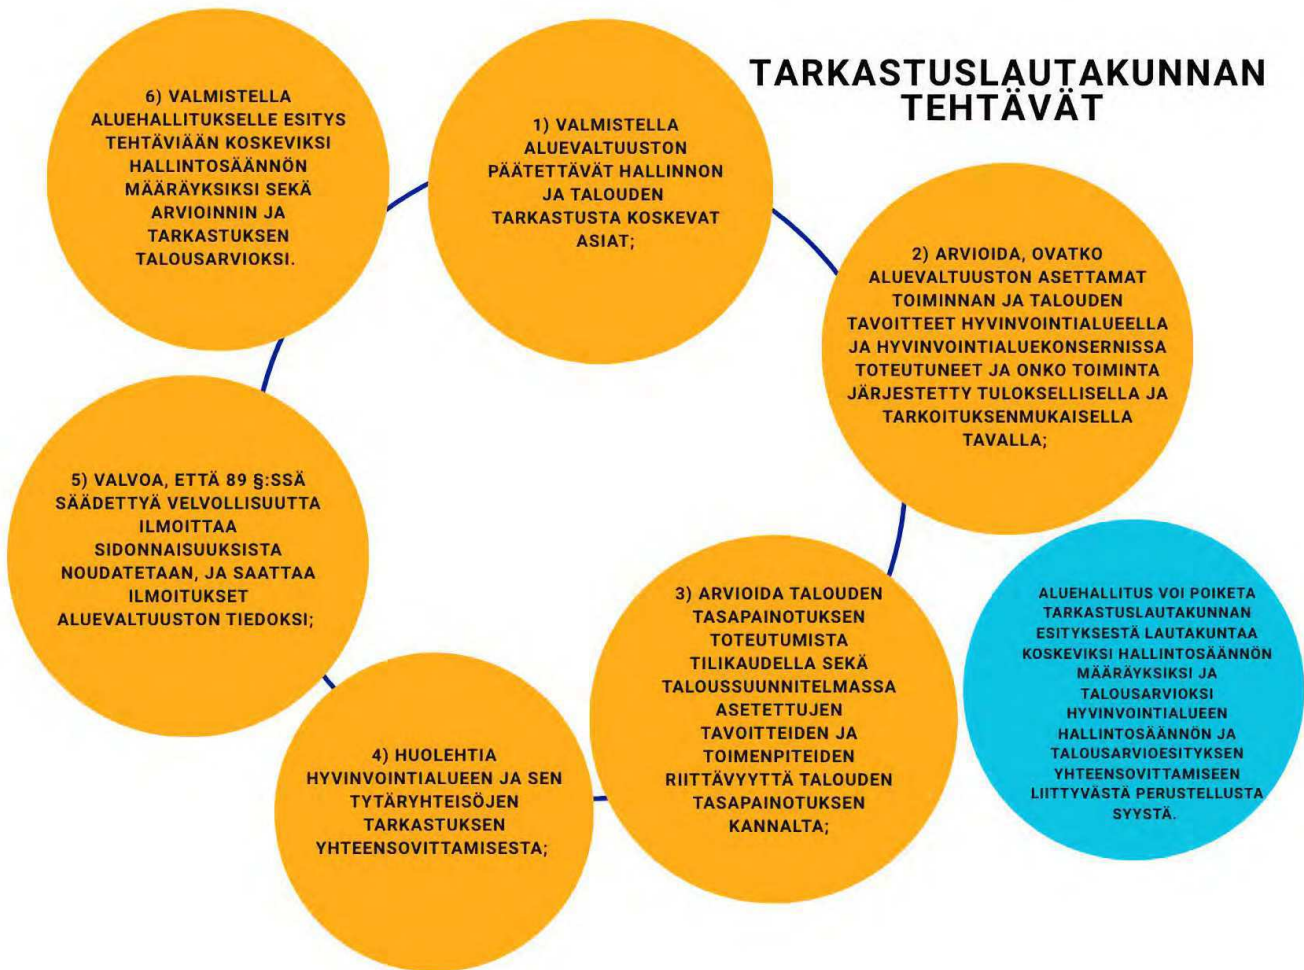 TARKASTUSLAUTAKUNNAN
TEHTÄVÄT
1) VALMISTELLA
ALUEVALTUUSTON
PÄÄTETTÄVÄT HALLINNON
JA TALOUDEN
TARKASTUSTA KOSKEVAT
ASIAT;
2) ARVIOIDA, OVATKO
ALUEVALTUUSTON ASETTAMAT
TOIMINNAN JA TALOUDEN
TAVOITTEET HYVINVOINTIALUEELLA
JA HYVINVOINTIALUEKONSERNISSA
TOTEUTUNEET JA ONKO TOIMINTA
JÄRJESTETTY TULOKSELLISELLA JA
TARKOITUKSENMUKAISELLA
TAVALLA;
3) ARVIOIDA TALOUDEN
TASAPAINOTUKSEN
TOTEUTUMISTA
TILIKAUDELLA SEKÄ
TALOUSSUUNNITELMASSA
ASETETTUJEN
TAVOITTEIDEN JA
TOIMENPITEIDEN
RIITTÄVYYTTÄ TALOUDEN
TASAPAINOTUKSEN
KANNALTA;
4) HUOLEHTIA
HYVINVOINTIALUEEN JA SEN
TYTÄRYHTEISÖJEN
TARKASTUKSEN
YHTEENSOVITTAMISESTA;
5) VALVOA, ETTÄ 89 §:SSÄ
SÄÄDETTYÄ VELVOLLISUUTTA
ILMOITTAA
SIDONNAISUUKSISTA
NOUDATETAAN, JA SAATTAA
ILMOITUKSET
ALUEVALTUUSTON TIEDOKSI;
6) VALMISTELLA
ALUEHALLITUKSELLE ESITYS
TEHTÄVIÄÄN KOSKEVIKSI
HALLINTOSÄÄNNÖN
MÄÄRÄYKSIKSI SEKÄ
ARVIOINNIN JA
TARKASTUKSEN
TALOUSARVIOKSI.
ALUEHALLITUS VOI POIKETA
TARKASTUSLAUTAKUNNAN
ESITYKSESTÄ LAUTAKUNTAA
KOSKEVIKSI HALLINTOSÄÄNNÖN
MÄÄRÄYKSIKSI JA
TALOUSARVIOKSI
HYVINVOINTIALUEEN
HALLINTOSÄÄNNÖN JA
TALOUSARVIOESITYKSEN
YHTEENSOVITTAMISEEN
LIITTYVÄSTÄ PERUSTELLUSTA
SYYSTÄ.